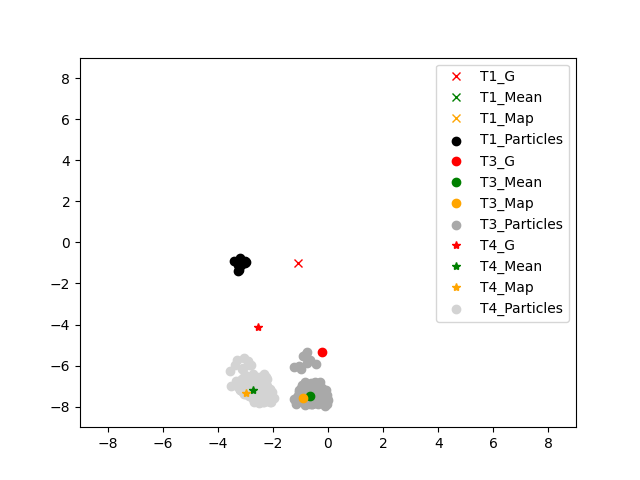 8
6
4
2
0
−2
−4
−6
−8
−8 −6 −4 −2 0 2 4 6 8
T1_G
T1_Mean
T1_Map
T1_Particles
T3_G
T3_Mean
T3_Map
T3_Particles
T4_G
T4_Mean
T4_Map
T4_Particles